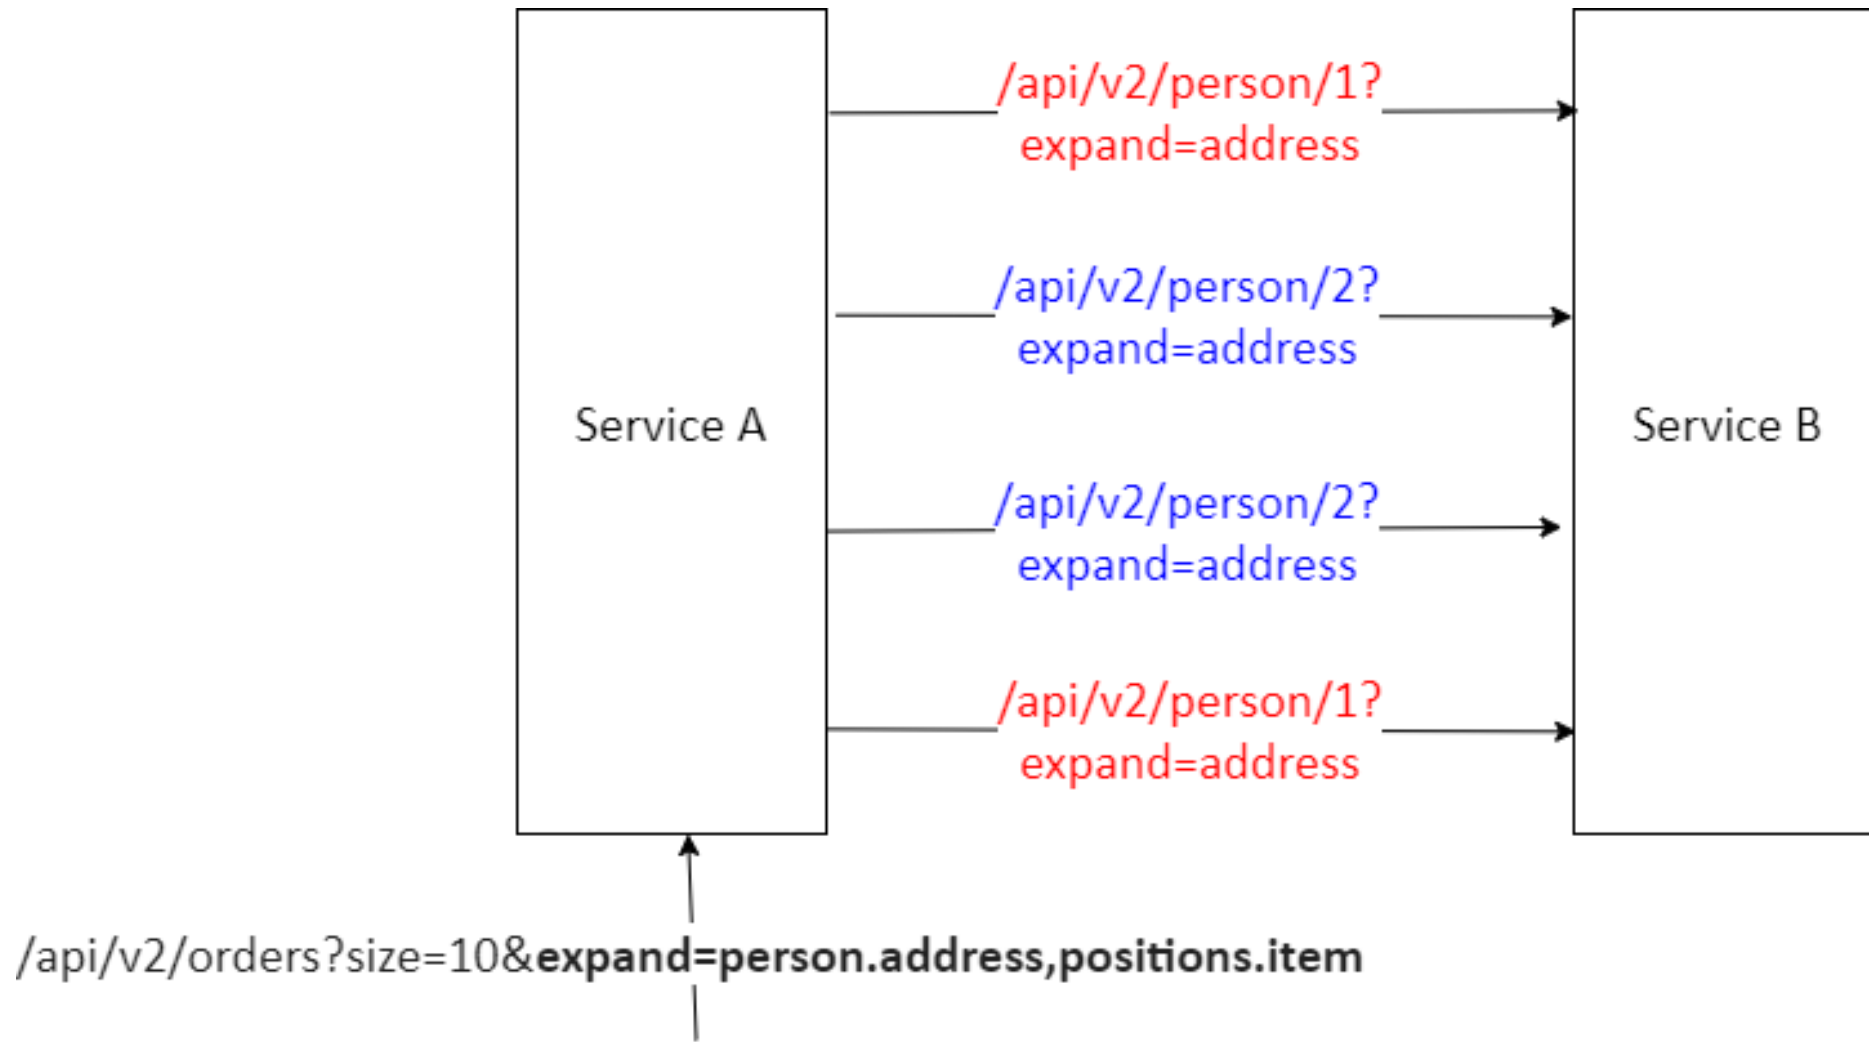 /api/v2/person/1?
expand=address
/api/v2/person/2?
expand=address
Service A
Service B
/api/v2/person/2?
expand=address
/api/v2/person/1?
expand=address
/api/v2/orders?size=10&expand=person.address,positions.item